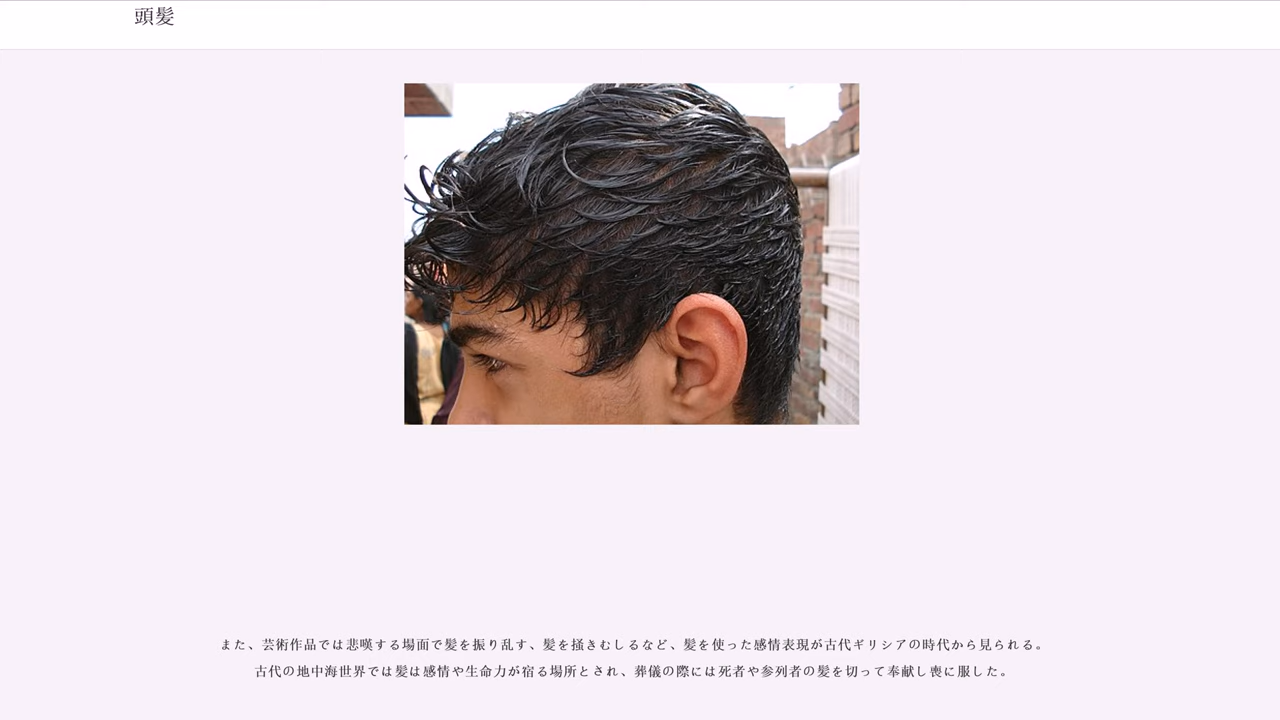 頭髪
また、芸術作品では悲嘆する場面で髪を振り乱す、髪を掻きむしるなど、髪を使った感情表現が古代ギリシアの時代から見られる。
古代の地中海世界では髪は感情や生命力が宿る場所とされ、葬儀の際には死者や参列者の髪を切って奉献し喪に服した。